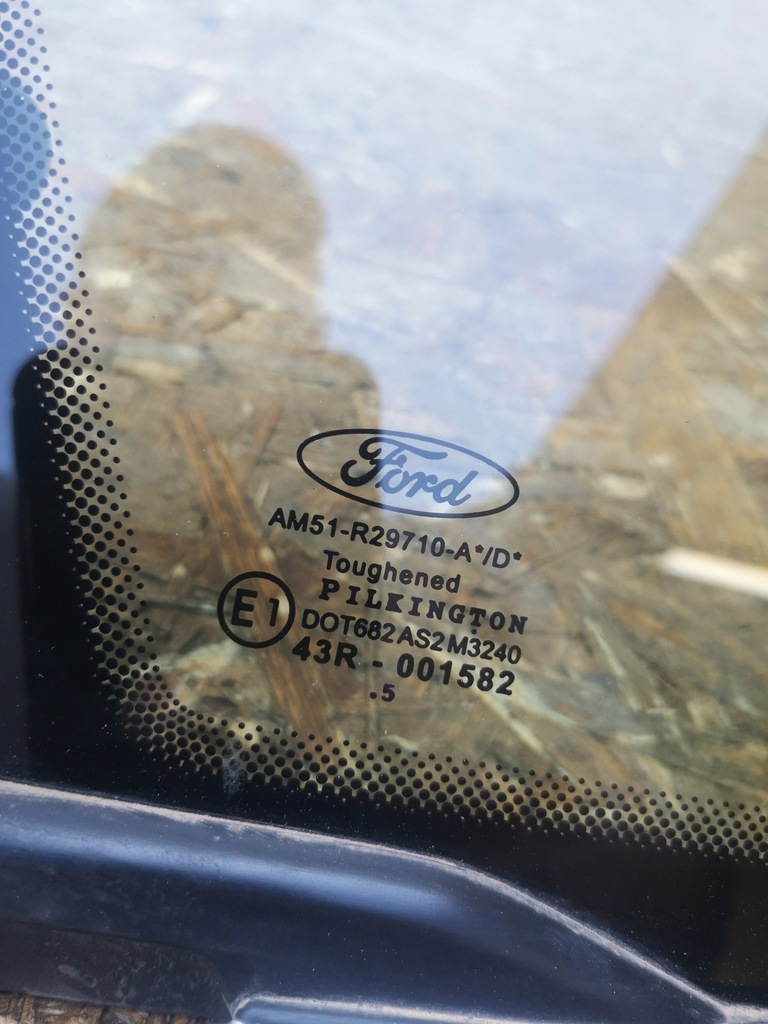 Ford
AM51-R29710-A*/D*
Toughened
PILKINGTON
E1
DOT682AS2M3240
43R - 001582
.5